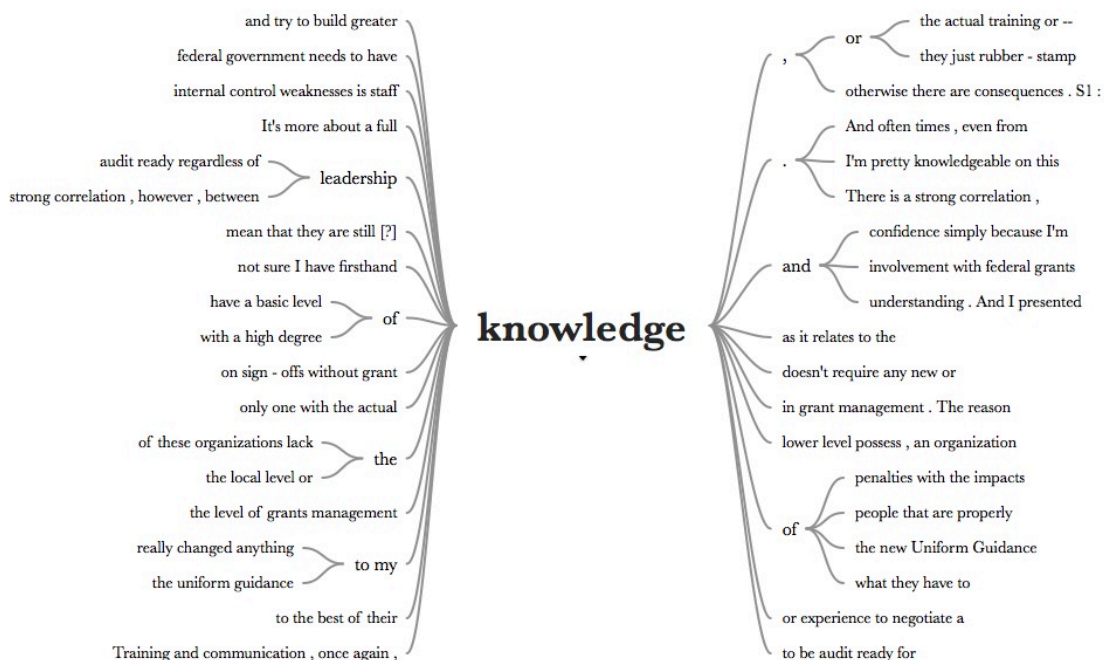 and try to build greater
federal government needs to have
internal control weaknesses is staff
It's more about a full
audit ready regardless of
strong correlation , however , between
leadership
mean that they are still [?]
not sure I have firsthand
have a basic level
with a high degree
of
on sign - offs without grant
only one with the actual
of these organizations lack
the local level or
the
the level of grants management
really changed anything
the uniform guidance
to my
to the best of their
Training and communication , once again ,
knowledge
,
or
the actual training or --
they just rubber - stamp
otherwise there are consequences . S1 :
.
And often times , even from
I'm pretty knowledgeable on this
There is a strong correlation ,
and
confidence simply because I'm
involvement with federal grants
understanding . And I presented
as it relates to the
doesn't require any new or
in grant management . The reason
lower level possess , an organization
of
penalties with the impacts
people that are properly
the new Uniform Guidance
what they have to
or experience to negotiate a
to be audit ready for